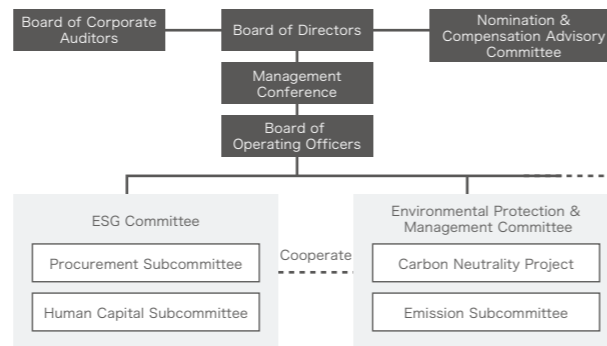 Board of Corporate
Auditors
Board of Directors
Nomination &
Compensation Advisory
Committee
Management
Conference
Board of
Operating Officers
ESG Committee
Procurement Subcommittee
Human Capital Subcommittee
Cooperate
Environmental Protection &
Management Committee
Carbon Neutrality Project
Emission Subcommittee